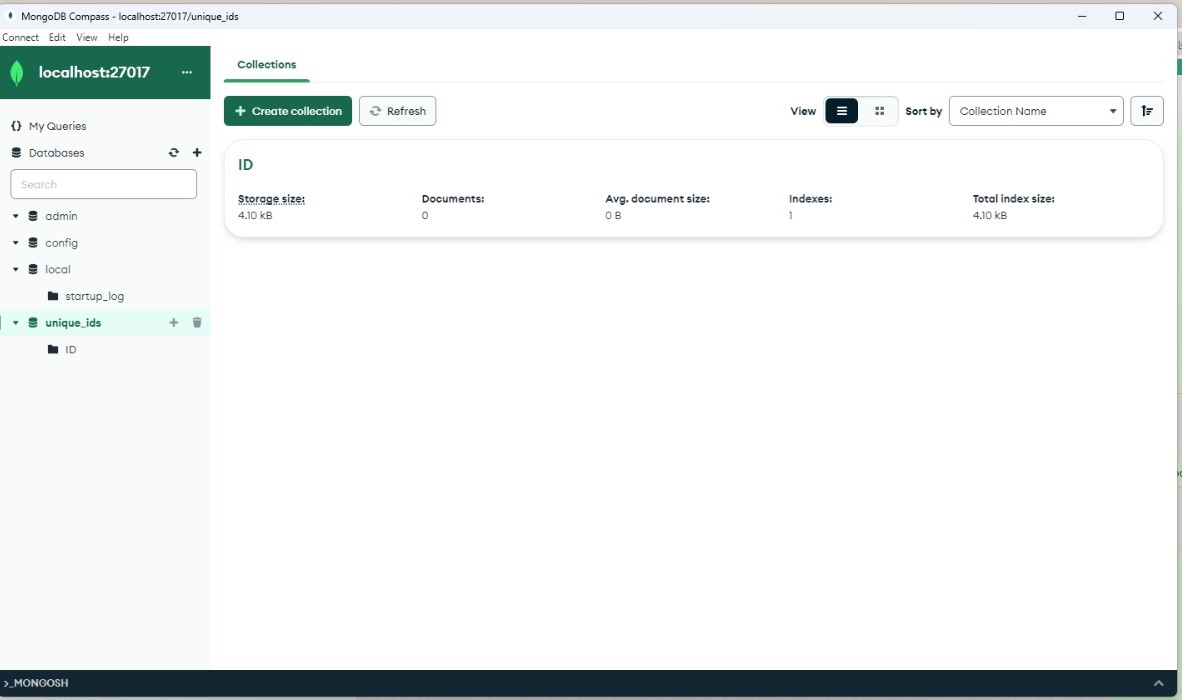 MongoDB Compass - localhost:27017/unique_ids
Connect Edit View Help
localhost:27017 ...
{} My Queries
Databases
Search
admin
config
local
startup_log
unique_ids
ID
Collections
+ Create collection Refresh
View Sort by Collection Name
ID
Storage size: Documents: Avg. document size: Indexes: Total index size:
4.10 kB 0 0 B 1 4.10 kB
>_MONGOSH